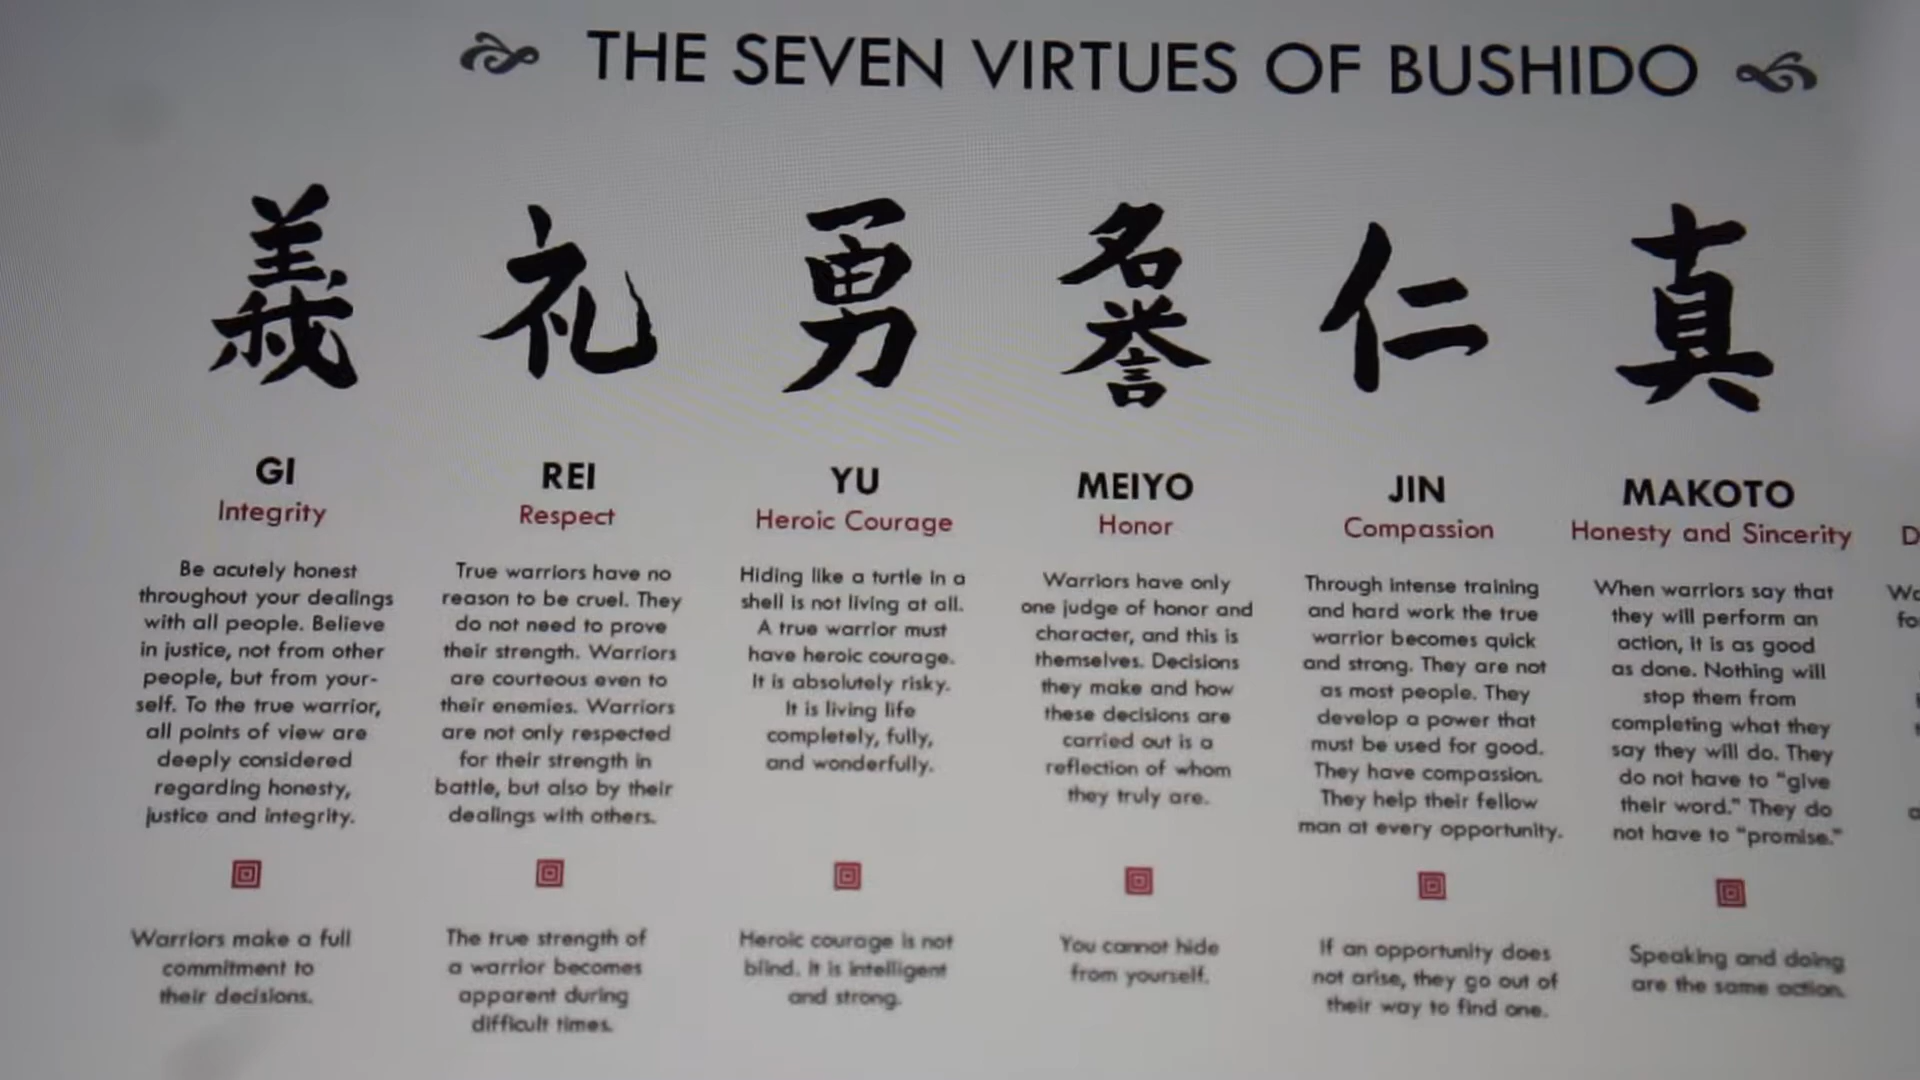 THE SEVEN VIRTUES OF BUSHIDO
義
GI
Integrity
Be acutely honest
throughout your dealings
with all people. Believe
in justice, not from other
people, but from your-
self. To the true warrior,
all points of view are
deeply considered
regarding honesty,
justice and integrity.
Warriors make a full
commitment to
their decisions.
礼
REI
Respect
True warriors have no
reason to be cruel. They
do not need to prove
their strength. Warriors
are courteous even to
their enemies. Warriors
are not only respected
for their strength in
battle, but also by their
dealings with others.
The true strength of
a warrior becomes
apparent during
difficult times.
勇
YU
Heroic Courage
Hiding like a turtle in a
shell is not living at all.
A true warrior must
have heroic courage.
It is absolutely risky.
It is living life
completely, fully,
and wonderfully.
Heroic courage is not
blind. It is intelligent
and strong.
名
誉
MEIYO
Honor
Warriors have only
one judge of honor and
character, and this is
themselves. Decisions
they make and how
these decisions are
carried out is a
reflection of whom
they truly are.
You cannot hide
from yourself.
仁
JIN
Compassion
Through intense training
and hard work the true
warrior becomes quick
and strong. They are not
as most people. They
develop a power that
must be used for good.
They have compassion.
They help their fellow
man at every opportunity.
If an opportunity does
not arise, they go out of
their way to find one.
真
MAKOTO
Honesty and Sincerity
When warriors say that
they will perform an
action, it is as good
as done. Nothing will
stop them from
completing what they
say they will do. They
do not have to "give
their word." They do
not have to "promise."
Speaking and doing
are the same action.